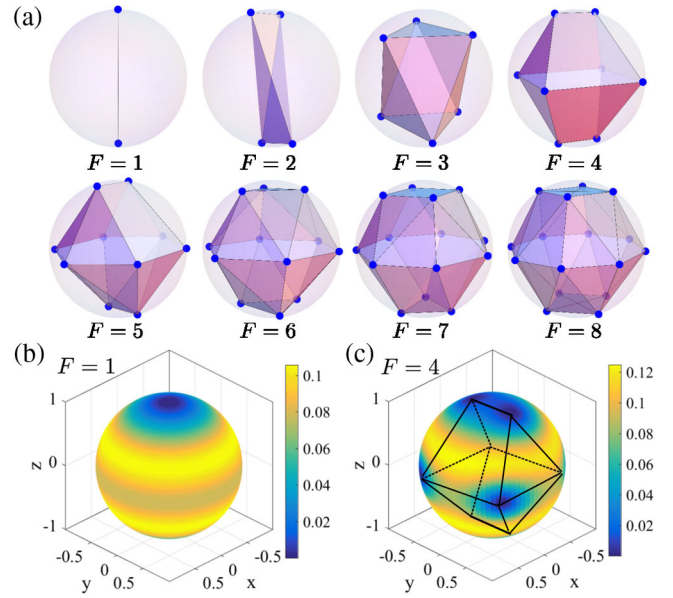 (a)
F = 1 F = 2 F = 3 F = 4
F = 5 F = 6 F = 7 F = 8
(b) F = 1
0.1
0.08
0.06
0.04
0.02
1
0
-1
z
-0.5
0
0.5
y
-0.5
0
0.5
x
(c) F = 4
0.12
0.1
0.08
0.06
0.04
0.02
1
0
-1
z
-0.5
0
0.5
y
-0.5
0
0.5
x